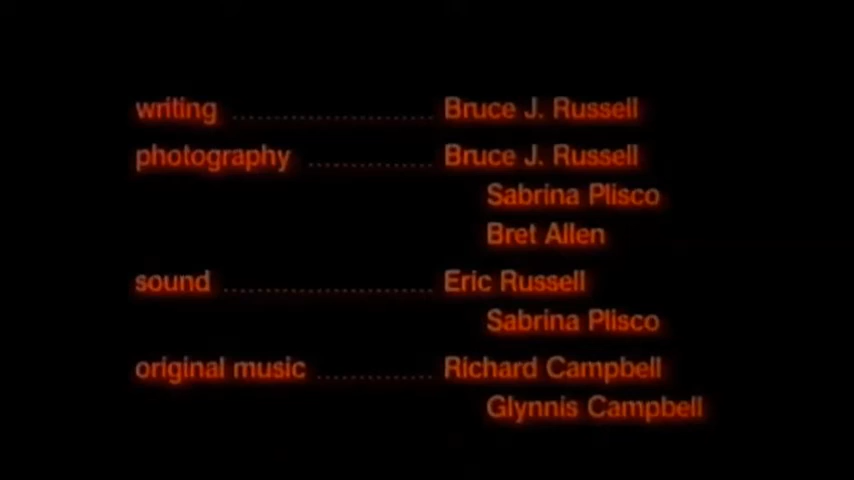 writing ........................ Bruce J. Russell
photography ............... Bruce J. Russell
Sabrina Plisco
Bret Allen
sound ......................... Eric Russell
Sabrina Plisco
original music .............. Richard Campbell
Glynnis Campbell